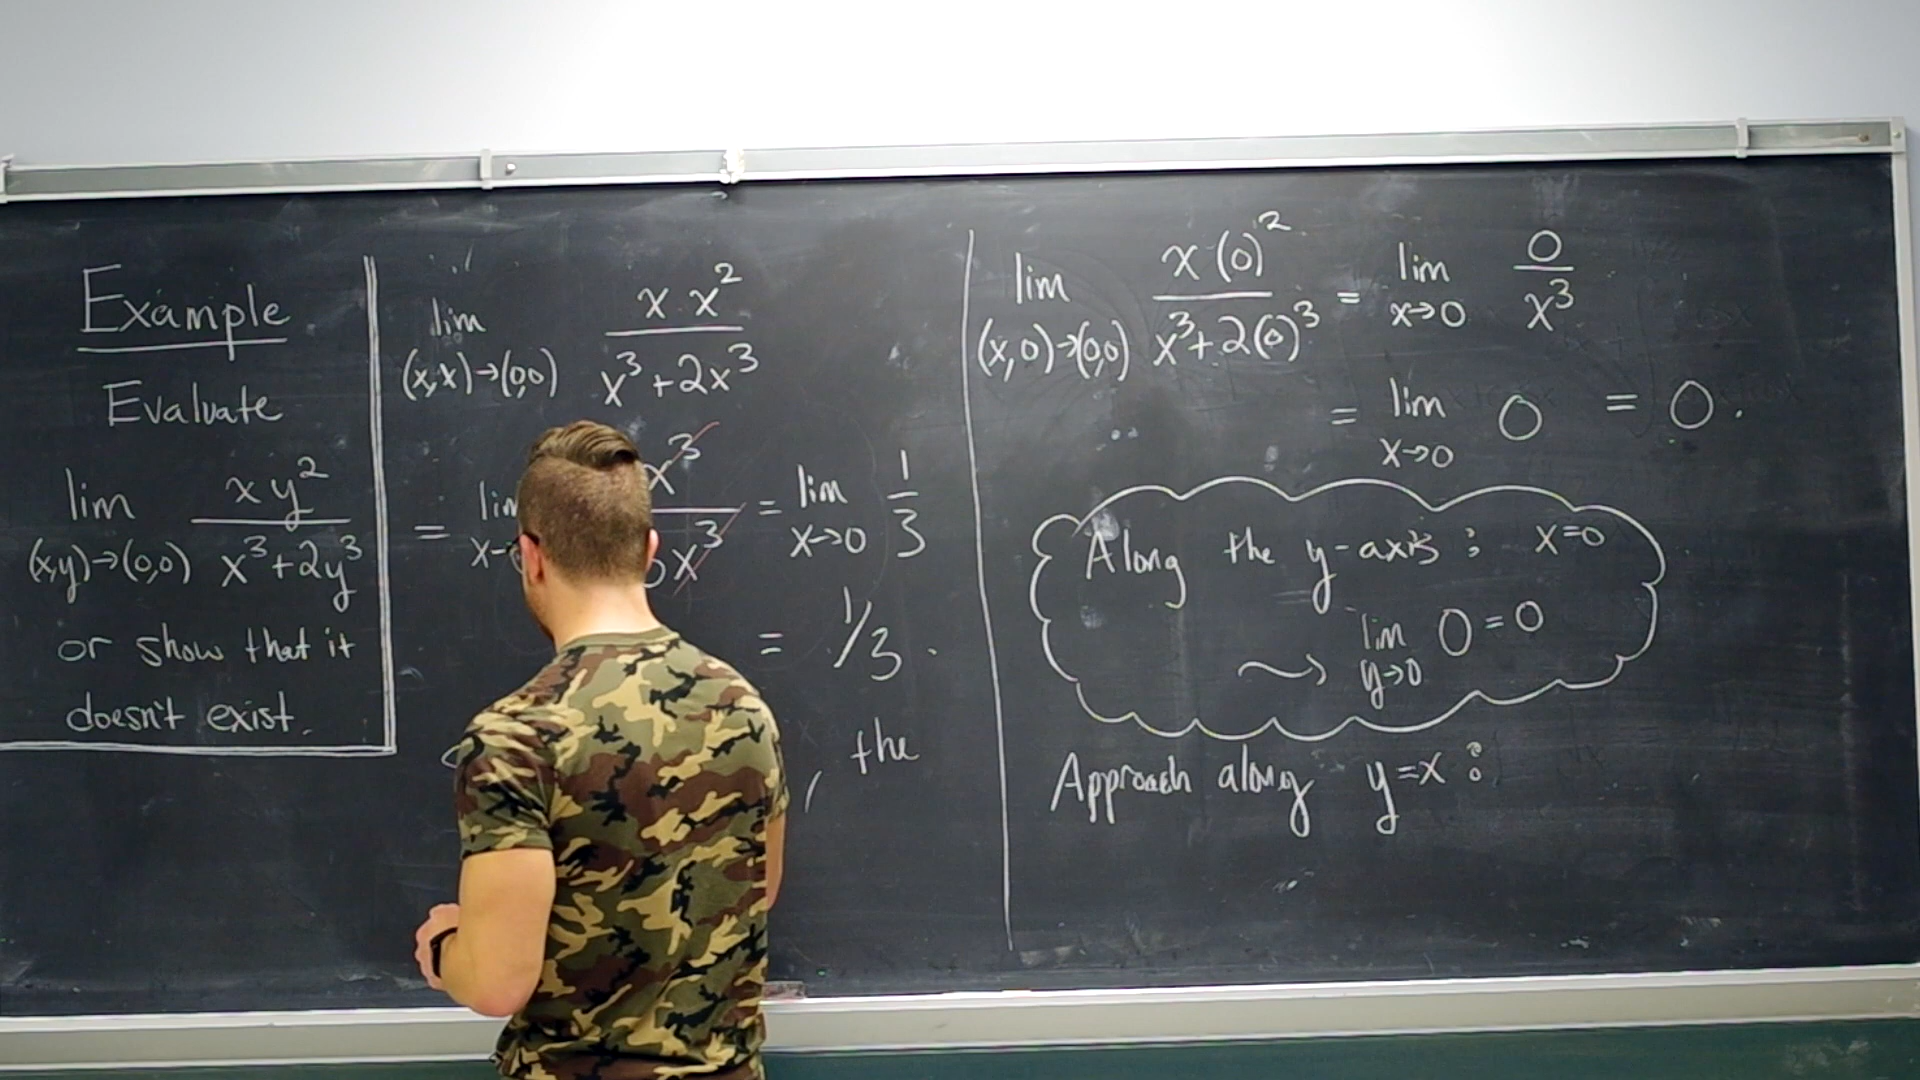 Example
Evaluate
lim xy²/(x³+2y³)
(x,y)→(0,0)
or show that it
doesn't exist.
lim x·x²/(x³+2x³)
(x,x)→(0,0)
= lim x³/ x³ = lim 1/3
x→ x→0
= 1/3.
, the
lim x·(0)²/(x³+2(0)³) = lim 0/x³
(x,0)→(0,0) x→0
= lim 0 = 0.
x→0
Along the y-axis: x=0
⤳ lim 0=0
y→0
Approach along y=x: